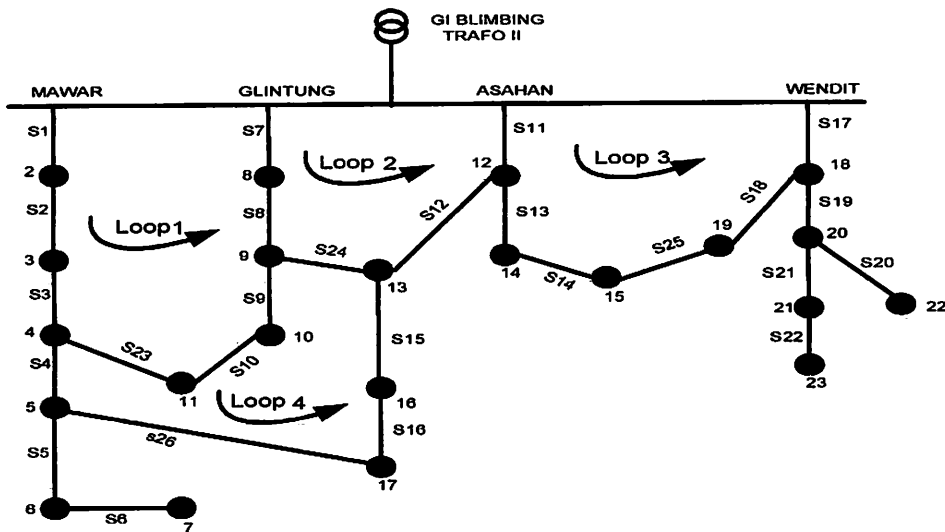 GI BLIMBING
TRAFO II
MAWAR
GLINTUNG
ASAHAN
WENDIT
S1
S7
S11
S17
2
8
Loop 2
12
Loop 3
18
S2
S8
S12
S13
S18
S19
Loop1
3
9
S24
13
14
S14
15
S25
19
20
S20
S3
S9
S21
4
S23
S10
10
S15
21
22
S4
11
S22
5
Loop 4
16
23
s26
S16
S5
17
6
S6
7